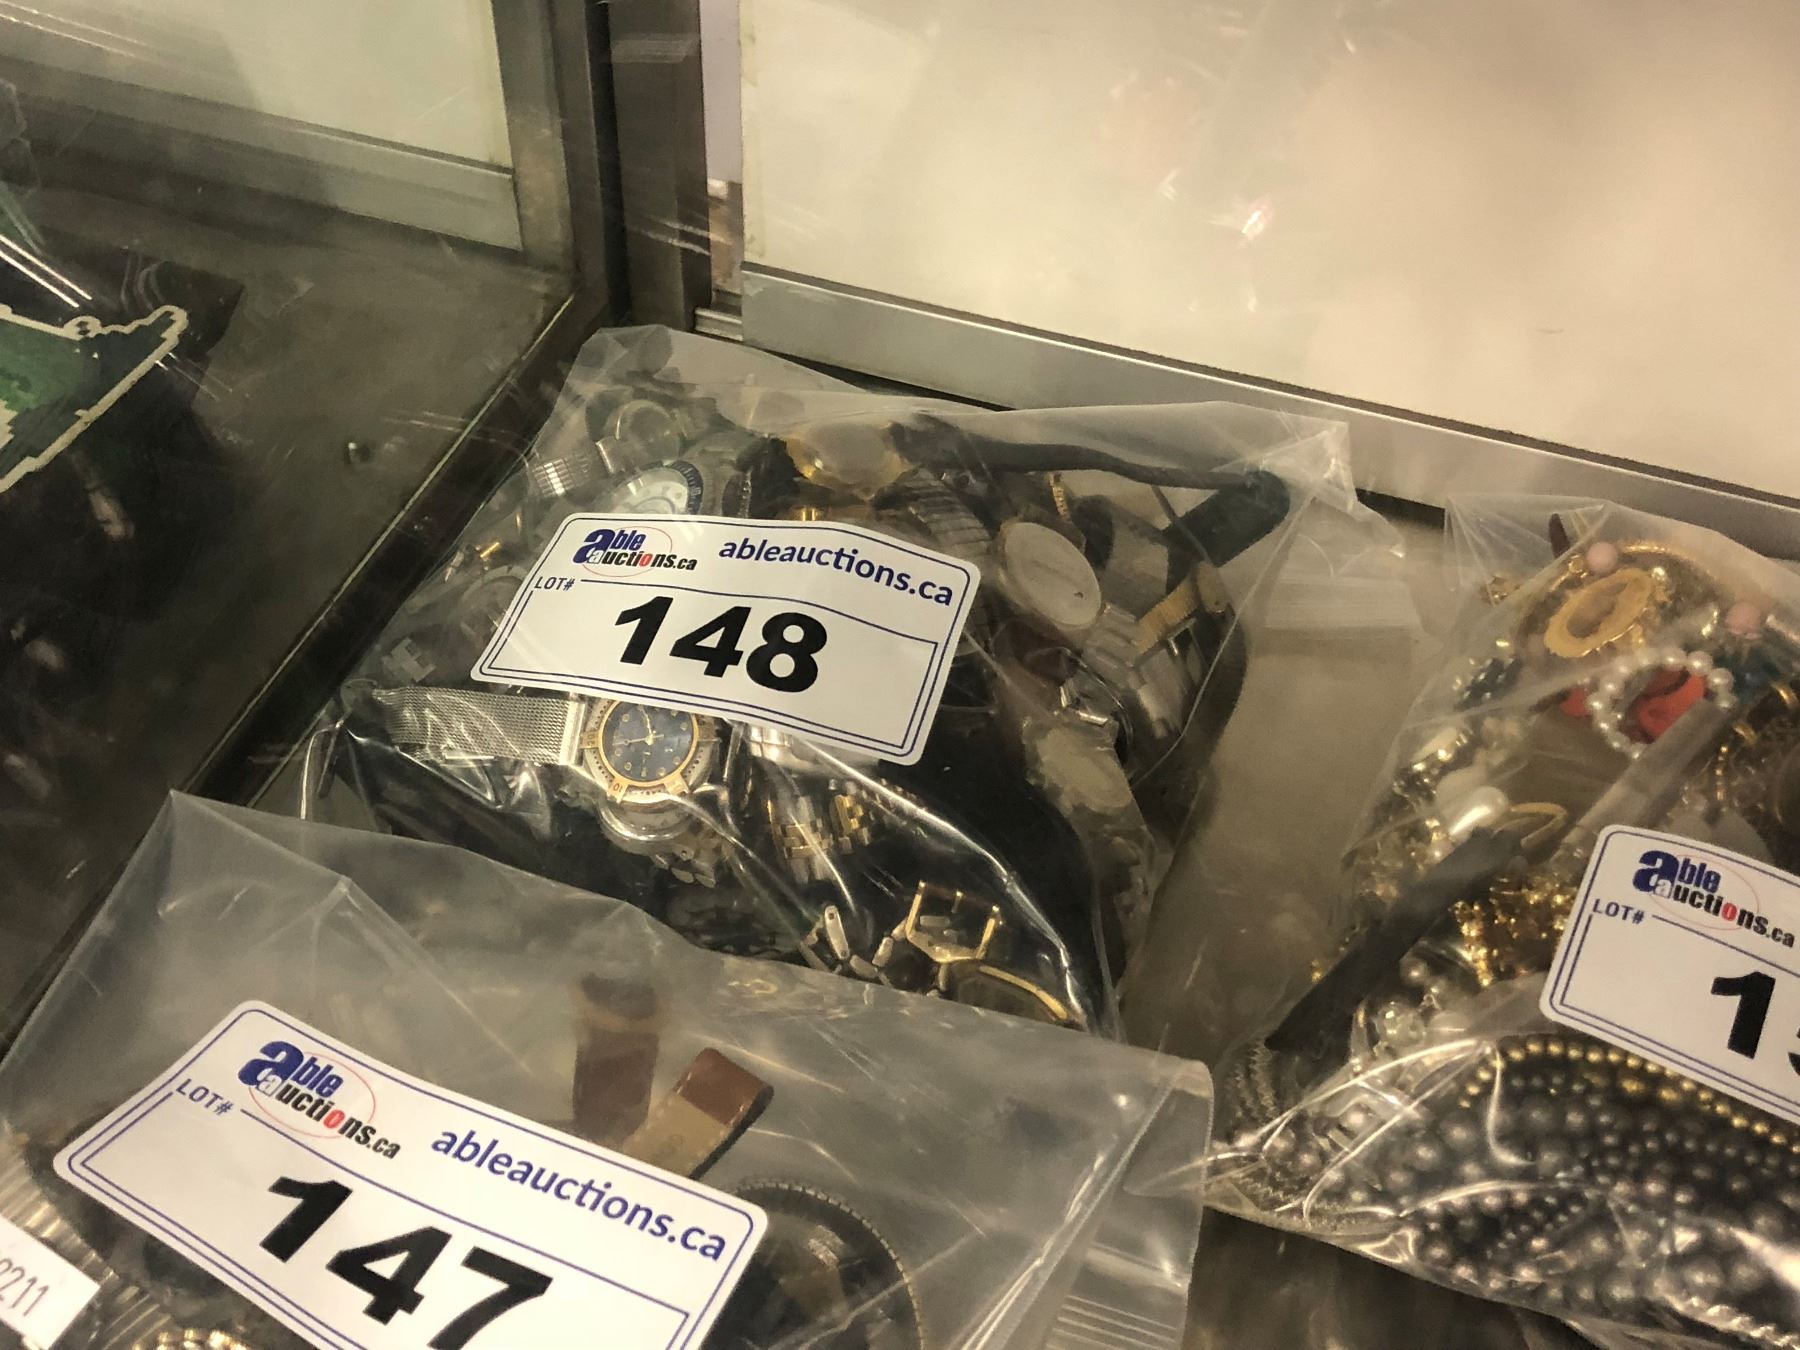 able auctions.ca
ableauctions.ca
LOT#
148
able auctions.ca
LOT#
able auctions.ca
ableauctions.ca
LOT#
147